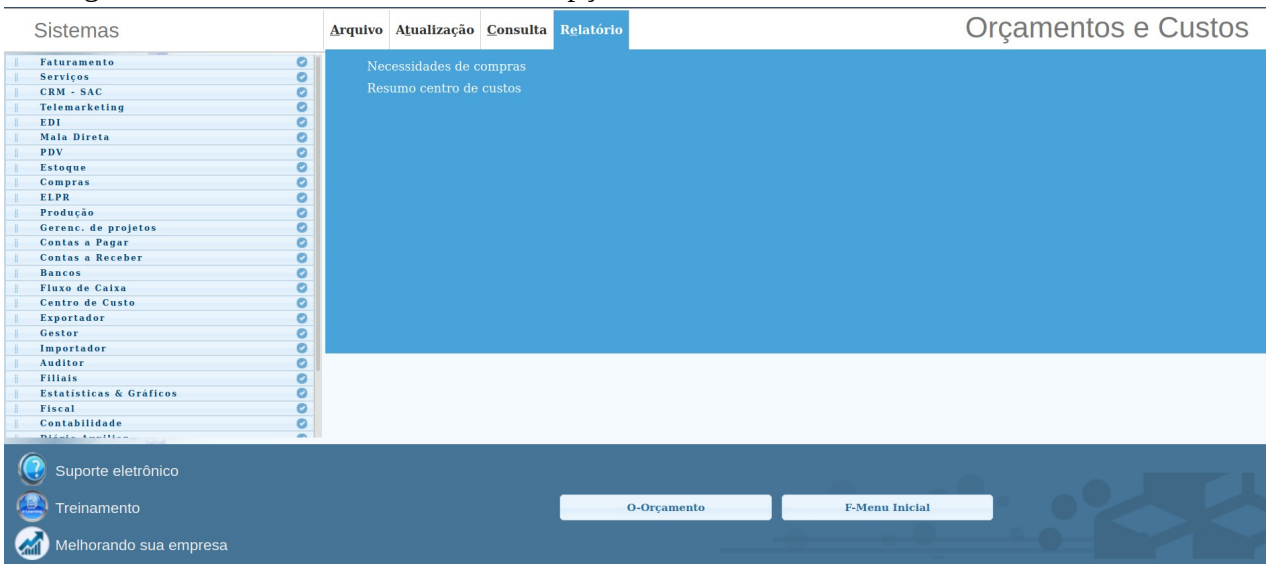 Sistemas
Arquivo Atualização Consulta Relatório
Orçamentos e Custos
Necessidades de compras
Resumo centro de custos
Faturamento
Serviços
CRM - SAC
Telemarketing
EDI
Mala Direta
PDV
Estoque
Compras
ELPR
Produção
Gerenc. de projetos
Contas a Pagar
Contas a Receber
Bancos
Fluxo de Caixa
Centro de Custo
Exportador
Gestor
Importador
Auditor
Filiais
Estatísticas & Gráficos
Fiscal
Contabilidade
Suporte eletrônico
Treinamento
Melhorando sua empresa
O-Orçamento
F-Menu Inicial